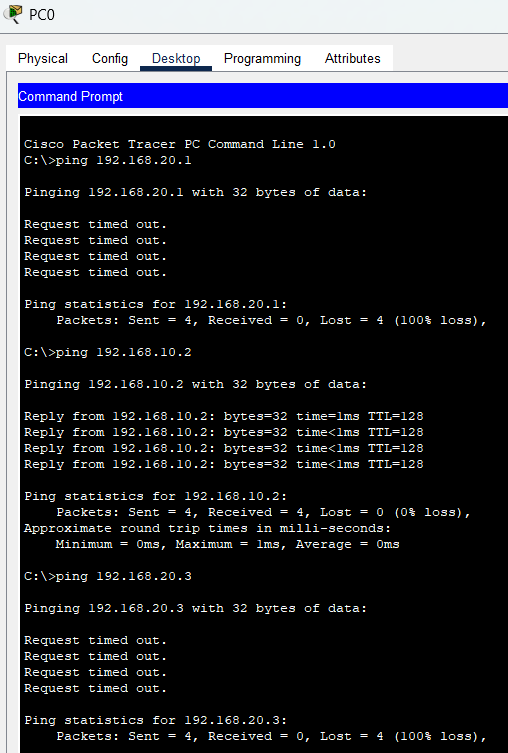 PC0
Physical Config Desktop Programming Attributes
Command Prompt
Cisco Packet Tracer PC Command Line 1.0
C:\>ping 192.168.20.1
Pinging 192.168.20.1 with 32 bytes of data:
Request timed out.
Request timed out.
Request timed out.
Request timed out.
Ping statistics for 192.168.20.1:
Packets: Sent = 4, Received = 0, Lost = 4 (100% loss),
C:\>ping 192.168.10.2
Pinging 192.168.10.2 with 32 bytes of data:
Reply from 192.168.10.2: bytes=32 time=1ms TTL=128
Reply from 192.168.10.2: bytes=32 time<1ms TTL=128
Reply from 192.168.10.2: bytes=32 time<1ms TTL=128
Reply from 192.168.10.2: bytes=32 time<1ms TTL=128
Ping statistics for 192.168.10.2:
Packets: Sent = 4, Received = 4, Lost = 0 (0% loss),
Approximate round trip times in milli-seconds:
Minimum = 0ms, Maximum = 1ms, Average = 0ms
C:\>ping 192.168.20.3
Pinging 192.168.20.3 with 32 bytes of data:
Request timed out.
Request timed out.
Request timed out.
Request timed out.
Ping statistics for 192.168.20.3:
Packets: Sent = 4, Received = 0, Lost = 4 (100% loss),